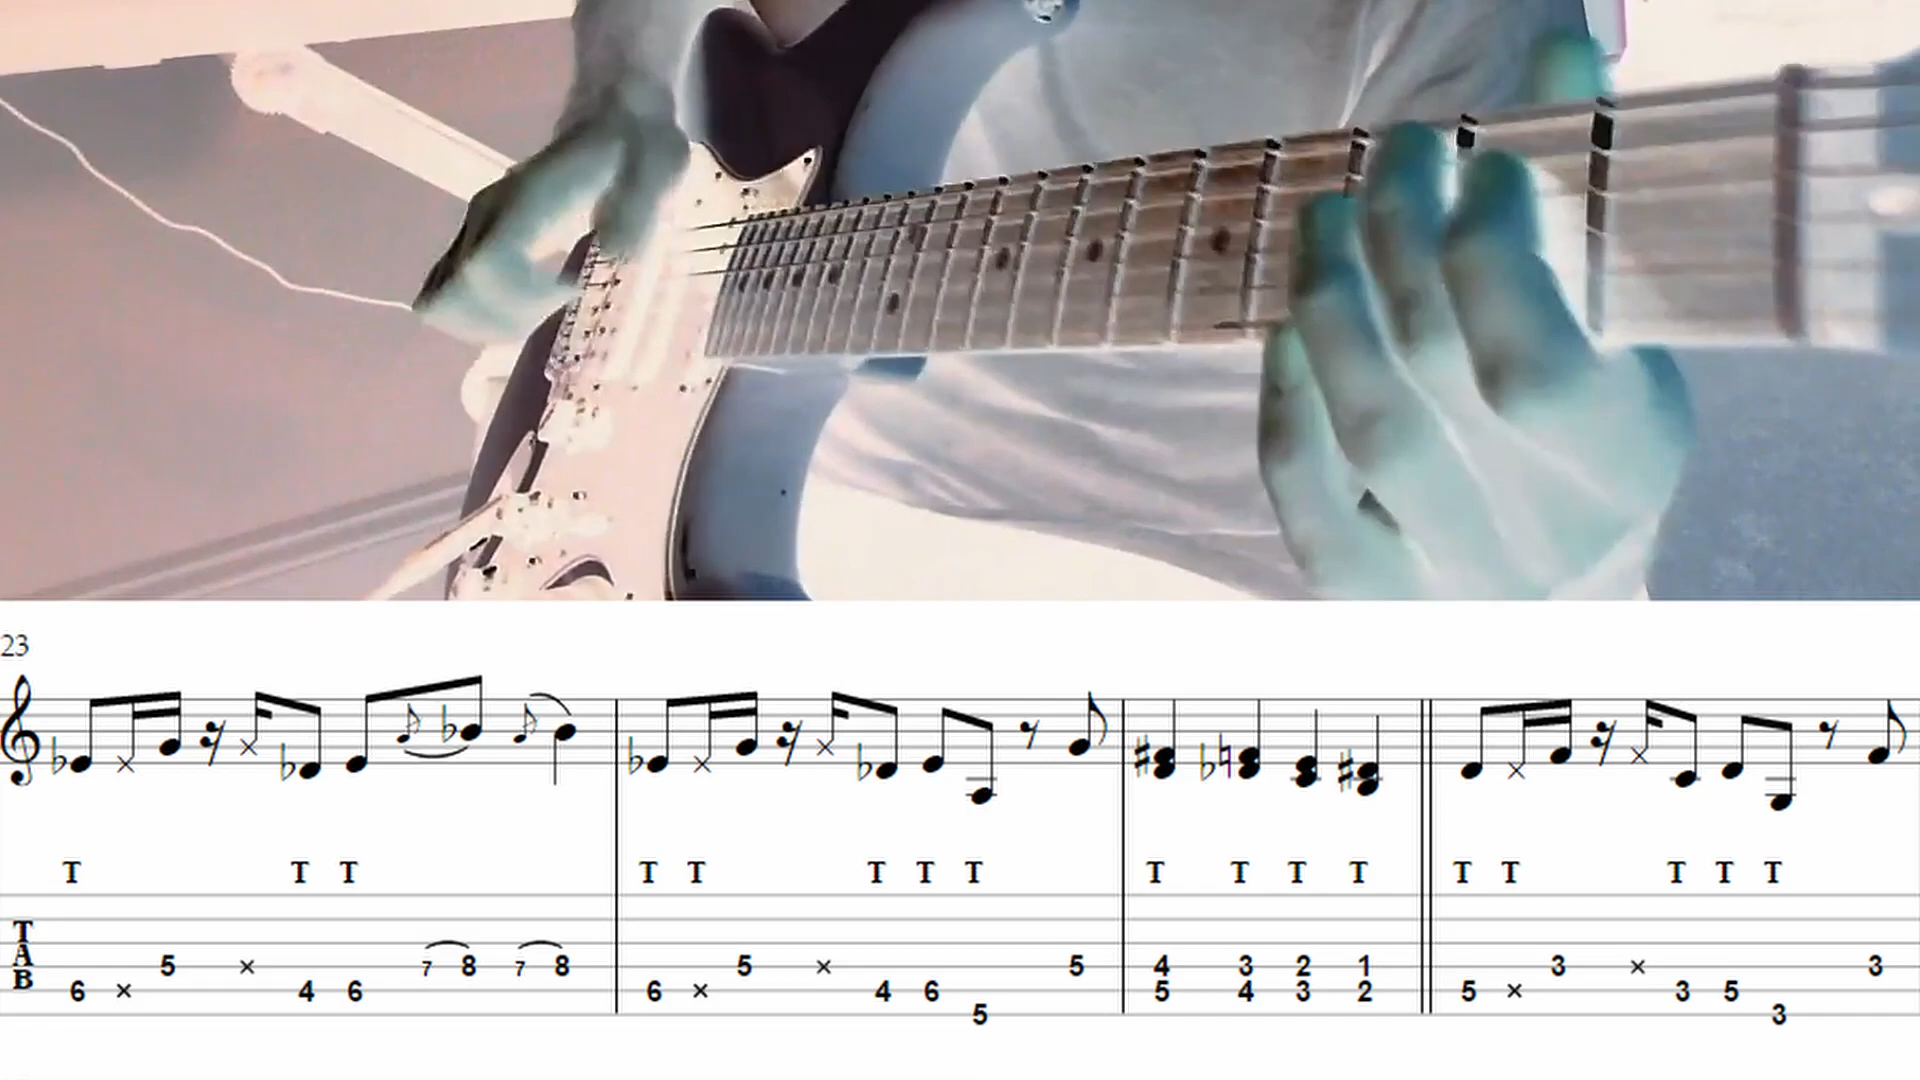 23
T T T T T T T T T T T T T T T T T
T 5 × 7 8 7 8 5 × 5 4 3 2 1 3 × 3
A
B 6 × 4 6 6 × 4 6 5 4 3 2 5 × 3 5
5 3